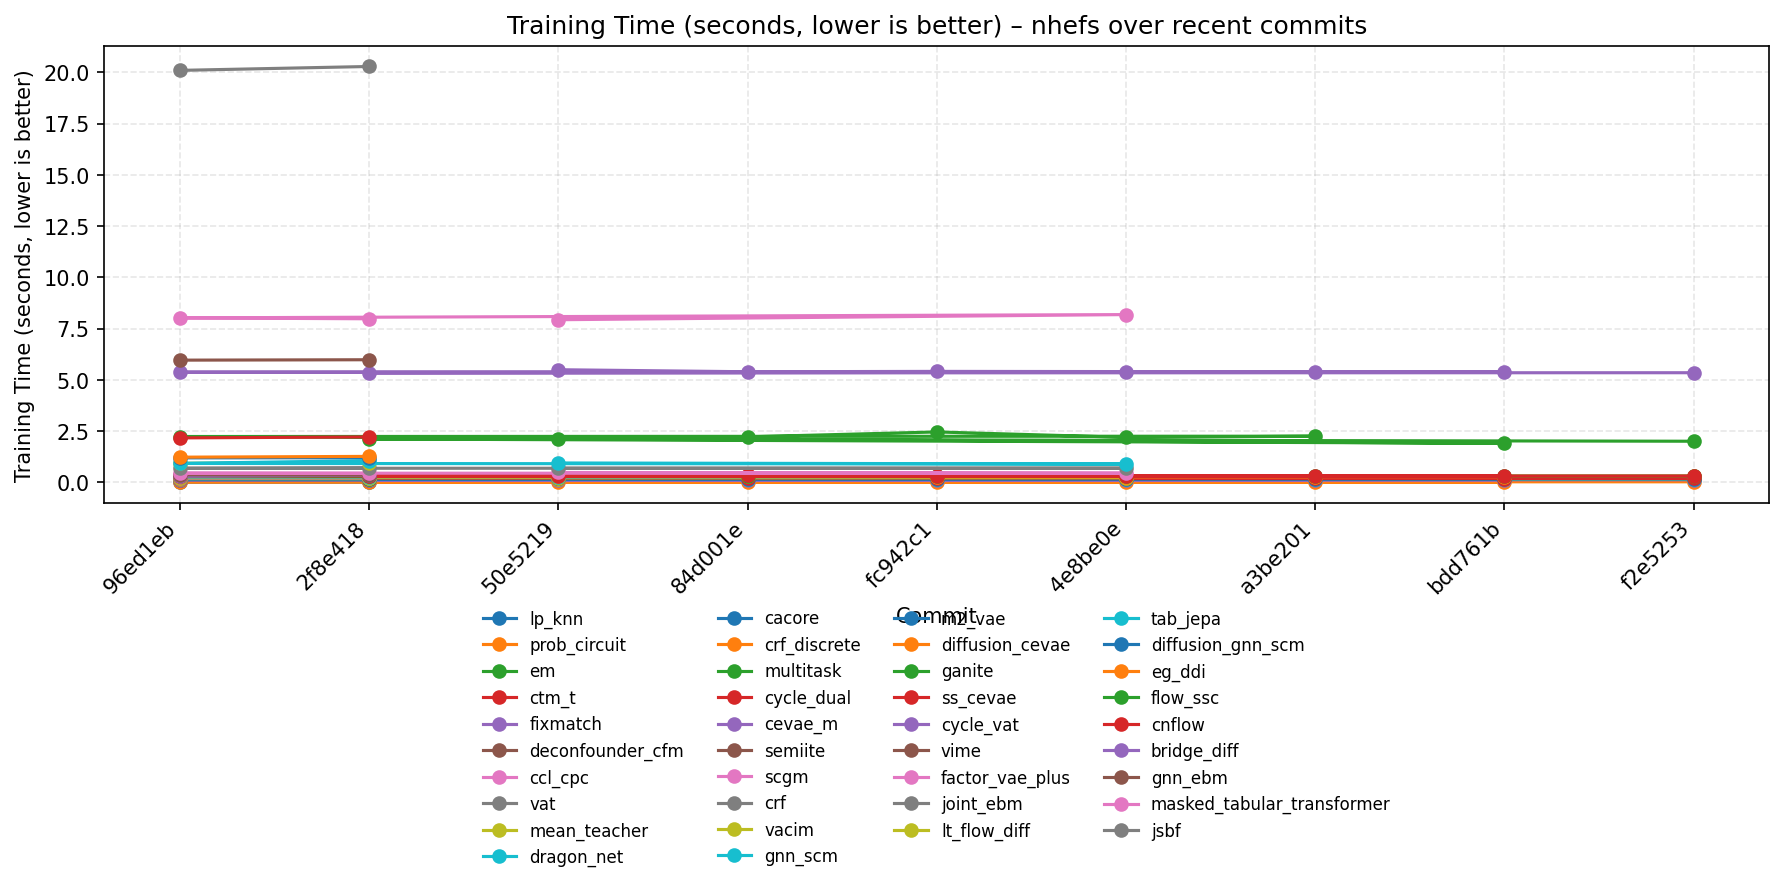 Training Time (seconds, lower is better) – nhefs over recent commits
Training Time (seconds, lower is better)
20.0
17.5
15.0
12.5
10.0
7.5
5.0
2.5
0.0
96ed1eb
2f8e418
50e5219
84d001e
fc942c1
4e8be0e
a3be201
bdd761b
f2e5253
Commit
lp_knn
prob_circuit
em
ctm_t
fixmatch
deconfounder_cfm
ccl_cpc
vat
mean_teacher
dragon_net
cacore
crf_discrete
multitask
cycle_dual
cevae_m
semiite
scgm
crf
vacim
gnn_scm
m2_vae
diffusion_cevae
ganite
ss_cevae
cycle_vat
vime
factor_vae_plus
joint_ebm
lt_flow_diff
tab_jepa
diffusion_gnn_scm
eg_ddi
flow_ssc
cnflow
bridge_diff
gnn_ebm
masked_tabular_transformer
jsbf